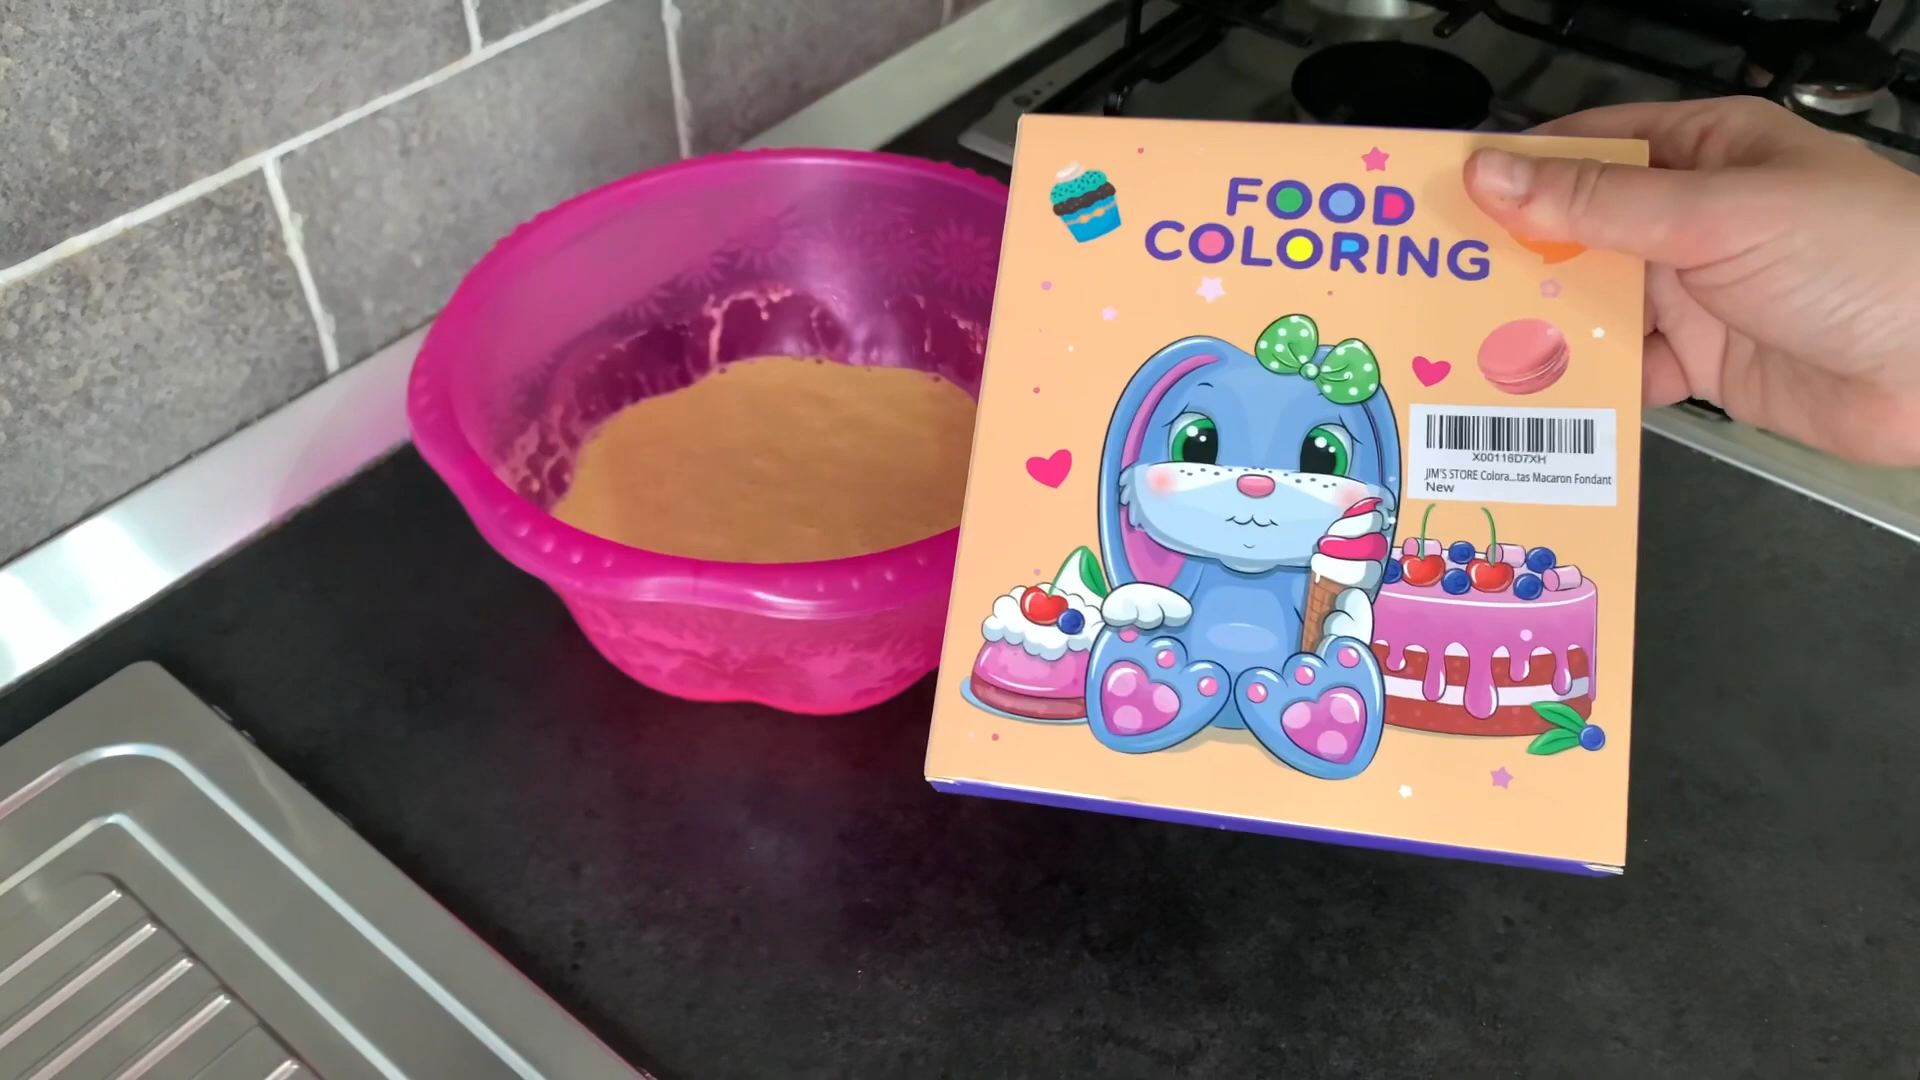 FOOD
COLORING
X00116D7XH
JIM'S STORE Colora...tas Macaron Fondant
New